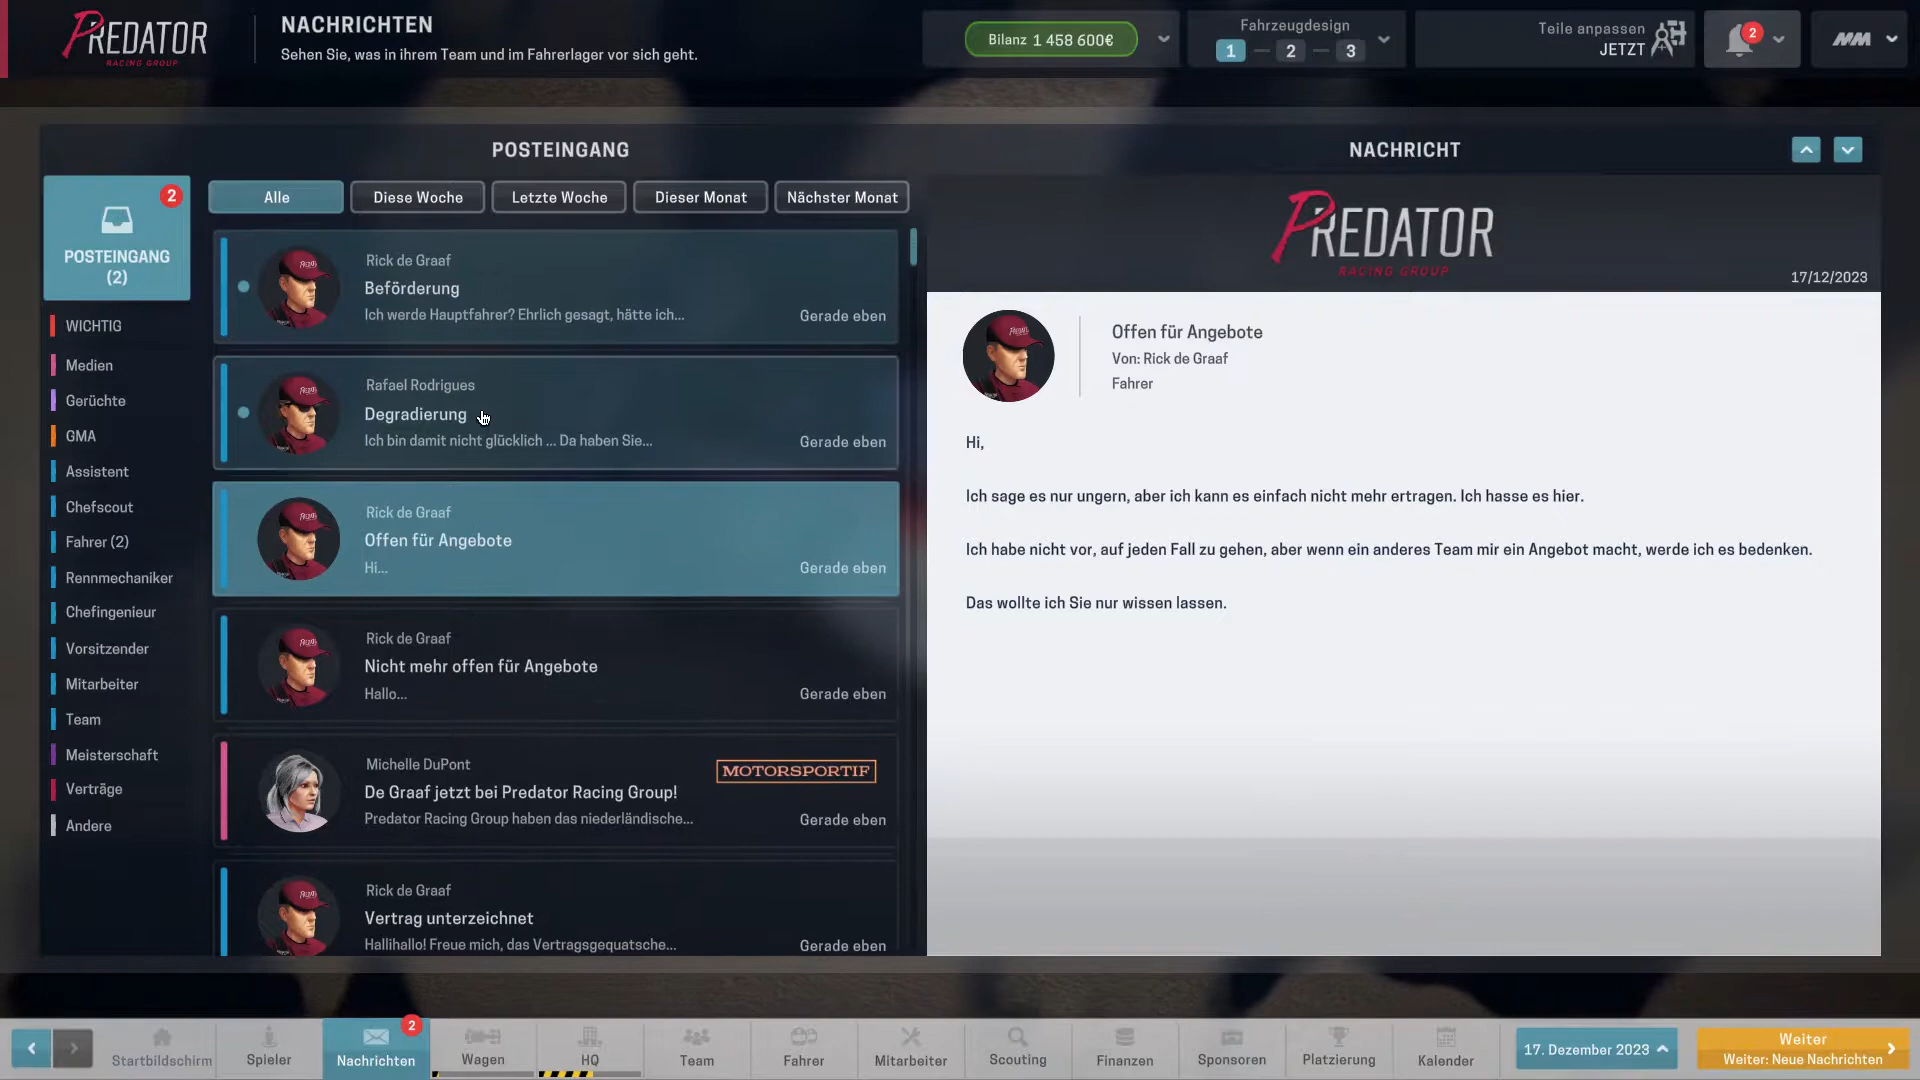 PREDATOR
RACING GROUP
NACHRICHTEN
Sehen Sie, was in ihrem Team und im Fahrerlager vor sich geht.
Bilanz 1 458 600€
Fahrzeugdesign
1 2 3
Teile anpassen
JETZT
2
POSTEINGANG
NACHRICHT
2
POSTEINGANG
(2)
WICHTIG
Medien
Gerüchte
GMA
Assistent
Chefscout
Fahrer (2)
Rennmechaniker
Chefingenieur
Vorsitzender
Mitarbeiter
Team
Meisterschaft
Verträge
Andere
Alle
Diese Woche
Letzte Woche
Dieser Monat
Nächster Monat
Rick de Graaf
Beförderung
Ich werde Hauptfahrer? Ehrlich gesagt, hätte ich...
Gerade eben
Rafael Rodrigues
Degradierung
Ich bin damit nicht glücklich ... Da haben Sie...
Gerade eben
Rick de Graaf
Offen für Angebote
Hi...
Gerade eben
Rick de Graaf
Nicht mehr offen für Angebote
Hallo...
Gerade eben
Michelle DuPont
MOTORSPORTIF
De Graaf jetzt bei Predator Racing Group!
Predator Racing Group haben das niederländische...
Gerade eben
Rick de Graaf
Vertrag unterzeichnet
Hallihallo! Freue mich, das Vertragsgequatsche...
Gerade eben
PREDATOR
RACING GROUP
17/12/2023
Offen für Angebote
Von: Rick de Graaf
Fahrer
Hi,
Ich sage es nur ungern, aber ich kann es einfach nicht mehr ertragen. Ich hasse es hier.
Ich habe nicht vor, auf jeden Fall zu gehen, aber wenn ein anderes Team mir ein Angebot macht, werde ich es bedenken.
Das wollte ich Sie nur wissen lassen.
Startbildschirm
Spieler
Nachrichten
2
Wagen
HQ
Team
Fahrer
Mitarbeiter
Scouting
Finanzen
Sponsoren
Platzierung
Kalender
17. Dezember 2023
Weiter
Weiter: Neue Nachrichten